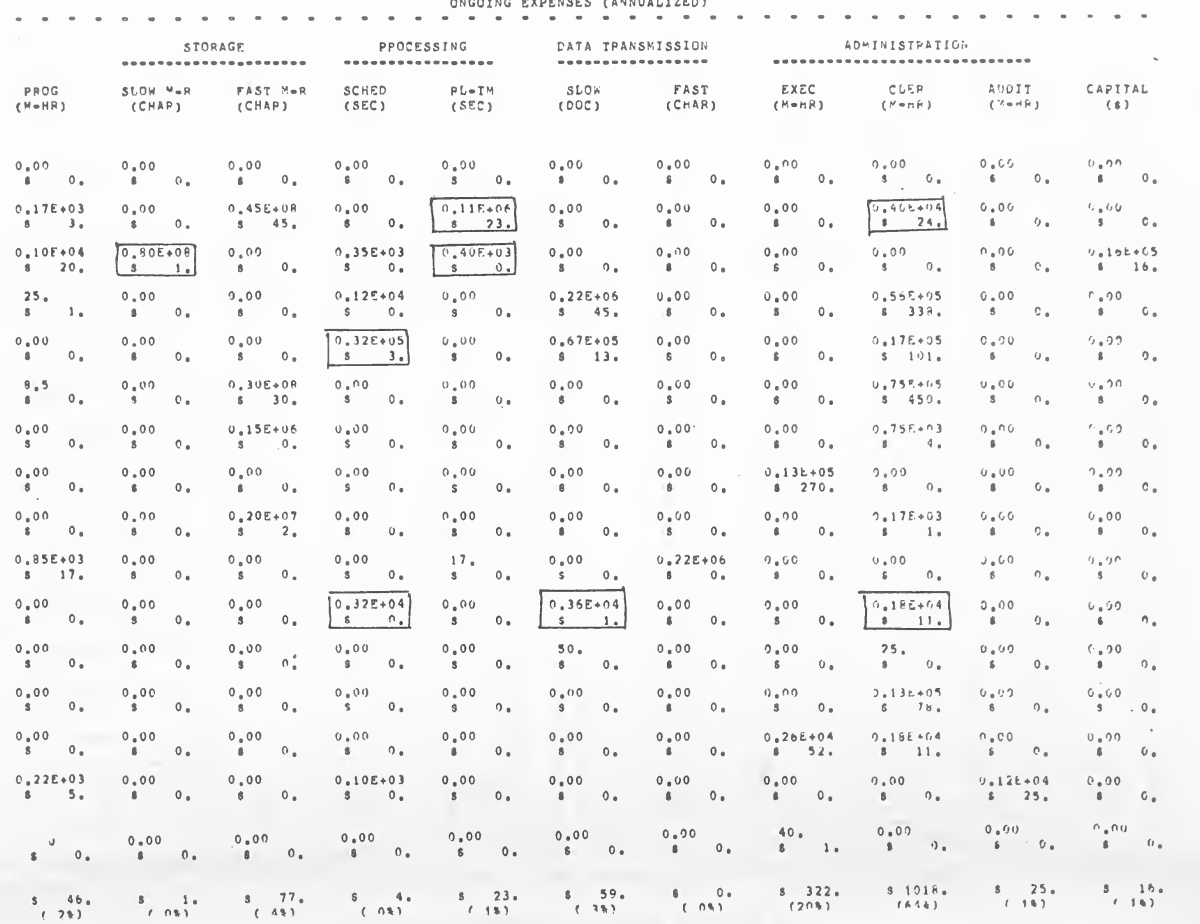 ONGOING EXPENSES (ANNUALIZED)
STORAGE PPOCESSING DATA TPANSMISSION ADMINISTPATION
PROG SLOW M-R FAST M-R SCHED RL-TM SLOW FAST EXEC CLER AUDIT CAPITAL
(M-HR) (CHAP) (CHAP) (SEC) (SEC) (DOC) (CHAR) (M-HR) (M-HR) (M-HR) ($)
0.00 0.00 0.00 0.00 0.00 0.00 0.00 0.00 0.00 0.00 0.00
$ 0. $ 0. $ 0. $ 0. $ 0. $ 0. $ 0. $ 0. $ 0. $ 0. $ 0.
0.17E+03 0.00 0.45E+08 0.00 0.11E+06 0.00 0.00 0.00 0.40E+04 0.00 0.00
$ 3. $ 0. $ 45. $ 0. $ 23. $ 0. $ 0. $ 0. $ 24. $ 0. $ 0.
0.10E+04 0.80E+08 0.00 0.35E+03 0.40E+03 0.00 0.00 0.00 0.00 0.00 0.16E+05
$ 20. $ 1. $ 0. $ 0. $ 0. $ 0. $ 0. $ 0. $ 0. $ 0. $ 16.
25. 0.00 0.00 0.12E+04 0.00 0.22E+06 0.00 0.00 0.56E+05 0.00 0.00
$ 1. $ 0. $ 0. $ 0. $ 0. $ 45. $ 0. $ 0. $ 338. $ 0. $ 0.
0.00 0.00 0.00 0.32E+05 0.00 0.67E+05 0.00 0.00 0.17E+05 0.00 0.00
$ 0. $ 0. $ 0. $ 3. $ 0. $ 13. $ 0. $ 0. $ 101. $ 0. $ 0.
8.5 0.00 0.30E+08 0.00 0.00 0.00 0.00 0.00 0.75E+05 0.00 0.00
$ 0. $ 0. $ 30. $ 0. $ 0. $ 0. $ 0. $ 0. $ 450. $ 0. $ 0.
0.00 0.00 0.15E+06 0.00 0.00 0.00 0.00 0.00 0.75E+03 0.00 0.00
$ 0. $ 0. $ 0. $ 0. $ 0. $ 0. $ 0. $ 0. $ 4. $ 0. $ 0.
0.00 0.00 0.00 0.00 0.00 0.00 0.00 0.13E+05 0.00 0.00 0.00
$ 0. $ 0. $ 0. $ 0. $ 0. $ 0. $ 0. $ 270. $ 0. $ 0. $ 0.
0.00 0.00 0.20E+07 0.00 0.00 0.00 0.00 0.00 0.17E+03 0.00 0.00
$ 0. $ 0. $ 2. $ 0. $ 0. $ 0. $ 0. $ 0. $ 1. $ 0. $ 0.
0.85E+03 0.00 0.00 0.00 17. 0.00 0.22E+06 0.00 0.00 0.00 0.00
$ 17. $ 0. $ 0. $ 0. $ 0. $ 0. $ 0. $ 0. $ 0. $ 0. $ 0.
0.00 0.00 0.00 0.32E+04 0.00 0.36E+04 0.00 0.00 0.18E+04 0.00 0.00
$ 0. $ 0. $ 0. $ 0. $ 0. $ 1. $ 0. $ 0. $ 11. $ 0. $ 0.
0.00 0.00 0.00 0.00 0.00 50. 0.00 0.00 25. 0.00 0.00
$ 0. $ 0. $ 0. $ 0. $ 0. $ 0. $ 0. $ 0. $ 0. $ 0. $ 0.
0.00 0.00 0.00 0.00 0.00 0.00 0.00 0.00 0.13E+05 0.00 0.00
$ 0. $ 0. $ 0. $ 0. $ 0. $ 0. $ 0. $ 0. $ 78. $ 0. $ 0.
0.00 0.00 0.00 0.00 0.00 0.00 0.00 0.26E+04 0.18E+04 0.00 0.00
$ 0. $ 0. $ 0. $ 0. $ 0. $ 0. $ 0. $ 52. $ 11. $ 0. $ 0.
0.22E+03 0.00 0.00 0.10E+03 0.00 0.00 0.00 0.00 0.00 0.12E+04 0.00
$ 5. $ 0. $ 0. $ 0. $ 0. $ 0. $ 0. $ 0. $ 0. $ 25. $ 0.
0 0.00 0.00 0.00 0.00 0.00 0.00 40. 0.00 0.00 0.00
$ 0. $ 0. $ 0. $ 0. $ 0. $ 0. $ 0. $ 1. $ 0. $ 0. $ 0.
$ 46. $ 1. $ 77. $ 4. $ 23. $ 59. $ 0. $ 322. $ 1018. $ 25. $ 16.
( 2%) ( 0%) ( 4%) ( 0%) ( 1%) ( 3%) ( 0%) (20%) (64%) ( 1%) ( 1%)